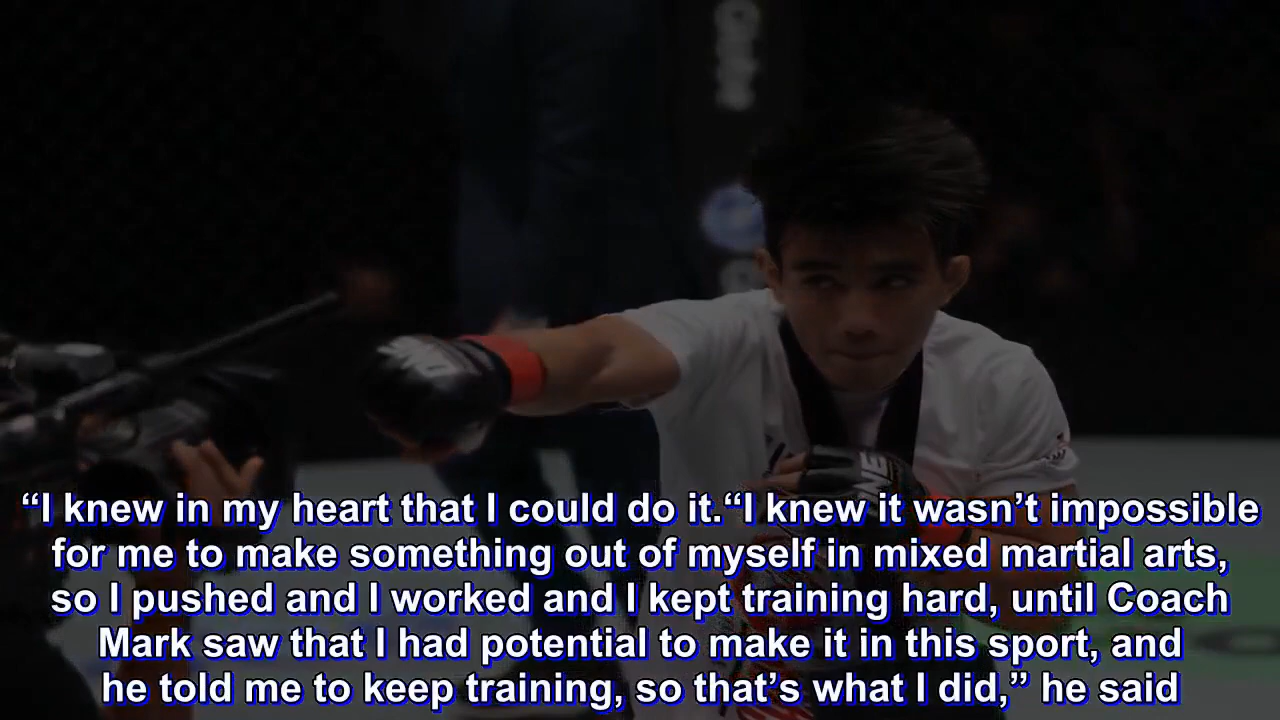 “I knew in my heart that I could do it.“I knew it wasn’t impossible
for me to make something out of myself in mixed martial arts,
so I pushed and I worked and I kept training hard, until Coach
Mark saw that I had potential to make it in this sport, and
he told me to keep training, so that’s what I did,” he said